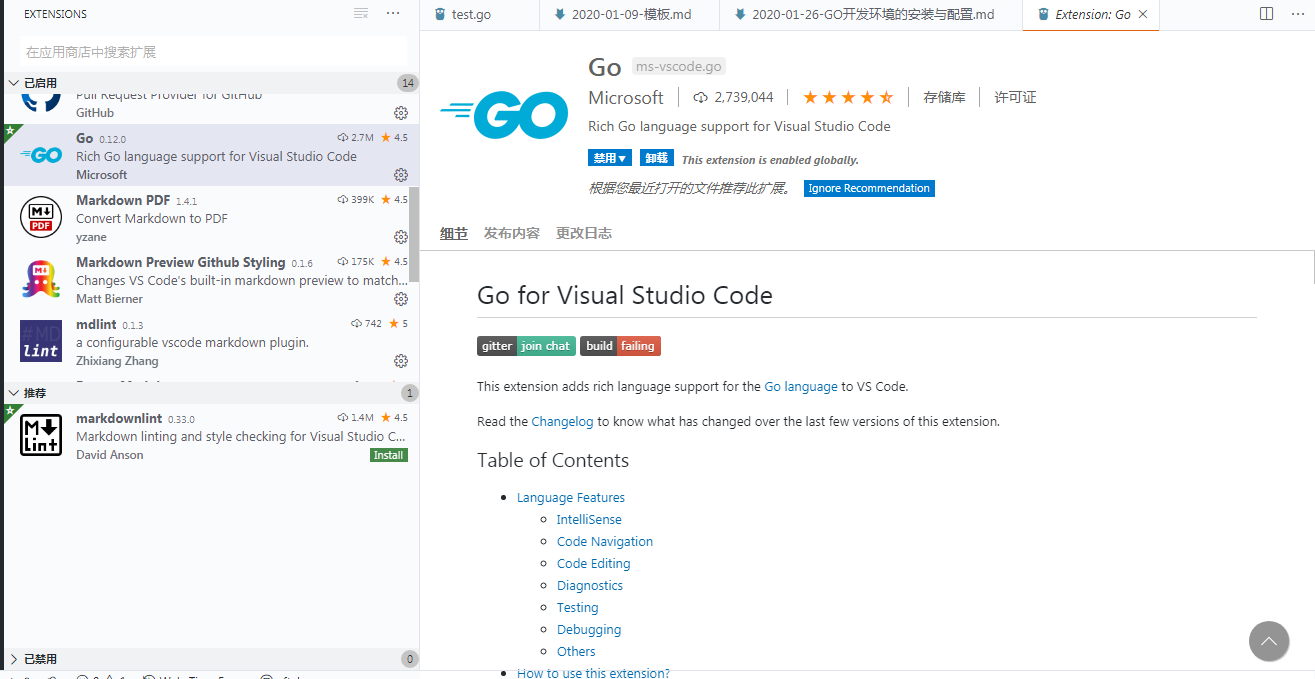 EXTENSIONS
在应用商店中搜索扩展
已启用 14
Pull Request Provider for GitHub
GitHub
Go 0.12.0 2.7M ★ 4.5
Rich Go language support for Visual Studio Code
Microsoft
Markdown PDF 1.4.1 399K ★ 4.5
Convert Markdown to PDF
yzane
Markdown Preview Github Styling 0.1.6 175K ★ 4.5
Changes VS Code's built-in markdown preview to match...
Matt Bierner
mdlint 0.1.3 742 ★ 5
a configurable vscode markdown plugin.
Zhixiang Zhang
推荐 1
markdownlint 0.33.0 1.4M ★ 4.5
Markdown linting and style checking for Visual Studio C...
David Anson Install
已禁用 0
test.go 2020-01-09-模板.md 2020-01-26-GO开发环境的安装与配置.md Extension: Go
GO
Go ms-vscode.go
Microsoft 2,739,044 存储库 许可证
Rich Go language support for Visual Studio Code
禁用▼ 卸载 This extension is enabled globally.
根据您最近打开的文件推荐此扩展。 Ignore Recommendation
细节 发布内容 更改日志
Go for Visual Studio Code
gitter join chat build failing
This extension adds rich language support for the Go language to VS Code.
Read the Changelog to know what has changed over the last few versions of this extension.
Table of Contents
Language Features
IntelliSense
Code Navigation
Code Editing
Diagnostics
Testing
Debugging
Others
How to use this extension?